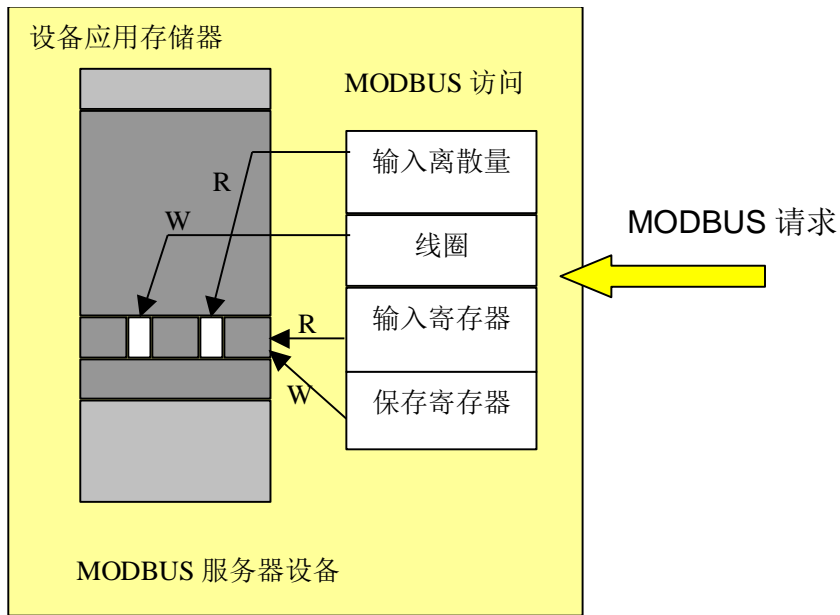 设备应用存储器
MODBUS 访问
输入离散量
R
W
线圈
MODBUS 请求
输入寄存器
R
W
保存寄存器
MODBUS 服务器设备